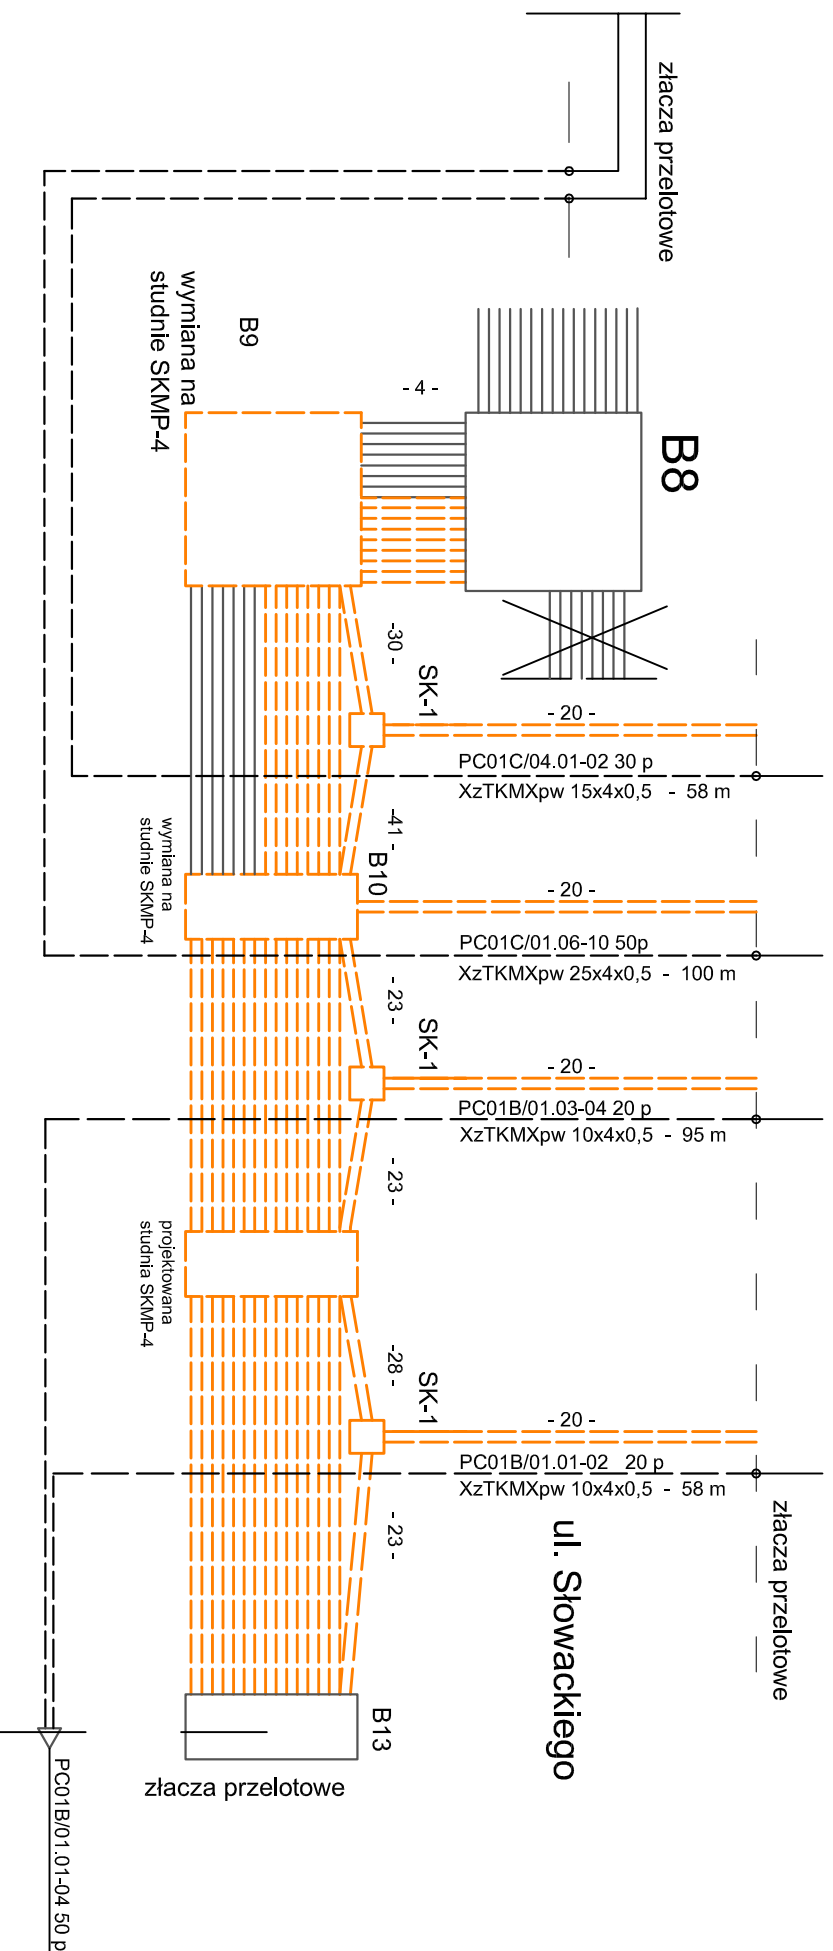 złacza przelotowe
B8
- 4 -
B9
wymiana na
studnie SKMP-4
-30 -
SK-1
- 20 -
PC01C/04.01-02 30 p
XzTKMXpw 15x4x0,5 - 58 m
-41 -
B10
wymiana na
studnie SKMP-4
- 20 -
PC01C/01.06-10 50p
XzTKMXpw 25x4x0,5 - 100 m
- 23 -
SK-1
- 20 -
PC01B/01.03-04 20 p
XzTKMXpw 10x4x0,5 - 95 m
- 23 -
projektowana
studnia SKMP-4
-28 -
SK-1
- 20 -
PC01B/01.01-02 20 p
XzTKMXpw 10x4x0,5 - 58 m
- 23 -
ul. Słowackiego
złacza przelotowe
B13
złacza przelotowe
PC01B/01.01-04 50 p